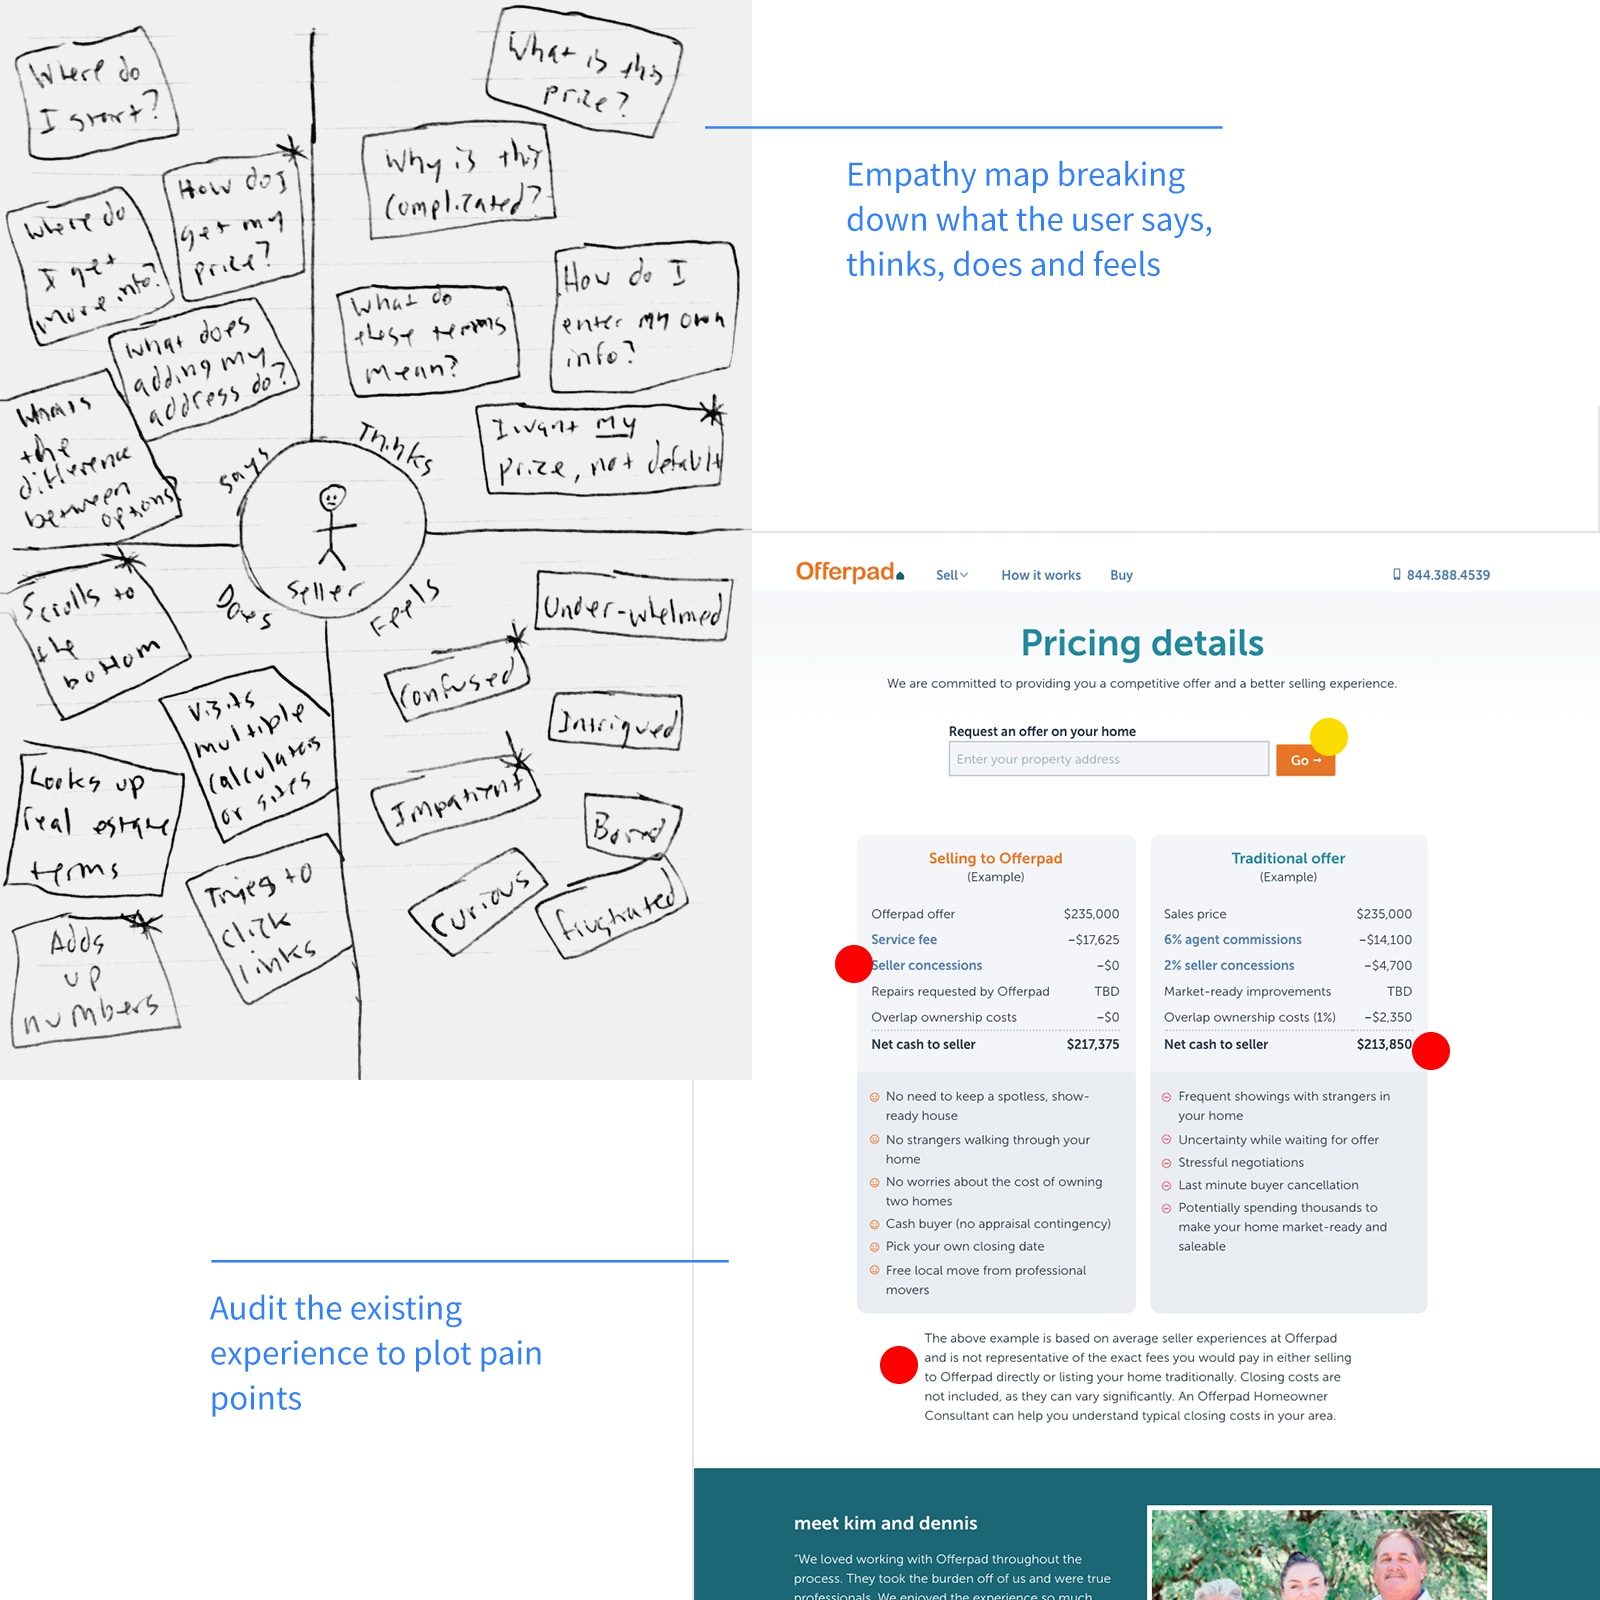 Where do
I start?
How do I
get my
price?
Where do
I get
more info?
What does
adding my
address do?
What is
the
difference
between
options?
says
What is this
price?
Why is this
complicated?
What do
these terms
mean?
How do I
enter my own
info?
I want my
price, not default
Thinks
Seller
Does
Scrolls to
the
bottom
Visits
multiple
calculators
or sites
Looks up
real estate
terms
Tries to
click
links
Adds
up
numbers
Feels
Under-whelmed
Confused
Intrigued
Impatient
Bored
Curious
frustrated
Empathy map breaking
down what the user says,
thinks, does and feels
Audit the existing
experience to plot pain
points
Offerpad.
Sell How it works Buy 844.388.4539
Pricing details
We are committed to providing you a competitive offer and a better selling experience.
Request an offer on your home
Enter your property address Go →
Selling to Offerpad
(Example)
Offerpad offer $235,000
Service fee –$17,625
Seller concessions –$0
Repairs requested by Offerpad TBD
Overlap ownership costs –$0
Net cash to seller $217,375
No need to keep a spotless, show-
ready house
No strangers walking through your
home
No worries about the cost of owning
two homes
Cash buyer (no appraisal contingency)
Pick your own closing date
Free local move from professional
movers
Traditional offer
(Example)
Sales price $235,000
6% agent commissions –$14,100
2% seller concessions –$4,700
Market-ready improvements TBD
Overlap ownership costs (1%) –$2,350
Net cash to seller $213,850
Frequent showings with strangers in
your home
Uncertainty while waiting for offer
Stressful negotiations
Last minute buyer cancellation
Potentially spending thousands to
make your home market-ready and
saleable
The above example is based on average seller experiences at Offerpad
and is not representative of the exact fees you would pay in either selling
to Offerpad directly or listing your home traditionally. Closing costs are
not included, as they can vary significantly. An Offerpad Homeowner
Consultant can help you understand typical closing costs in your area.
meet kim and dennis
"We loved working with Offerpad throughout the
process. They took the burden off of us and were true
professionals. We enjoyed the experience so much